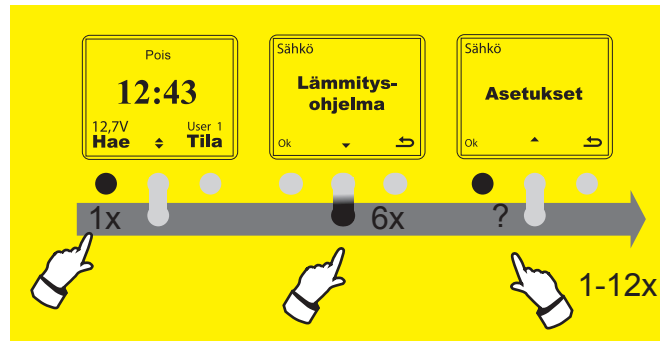 Pois
12:43
12,7V User 1
Hae Tila
Sähkö
Lämmitys-
ohjelma
Ok
Sähkö
Asetukset
Ok
1x
6x
?
1-12x